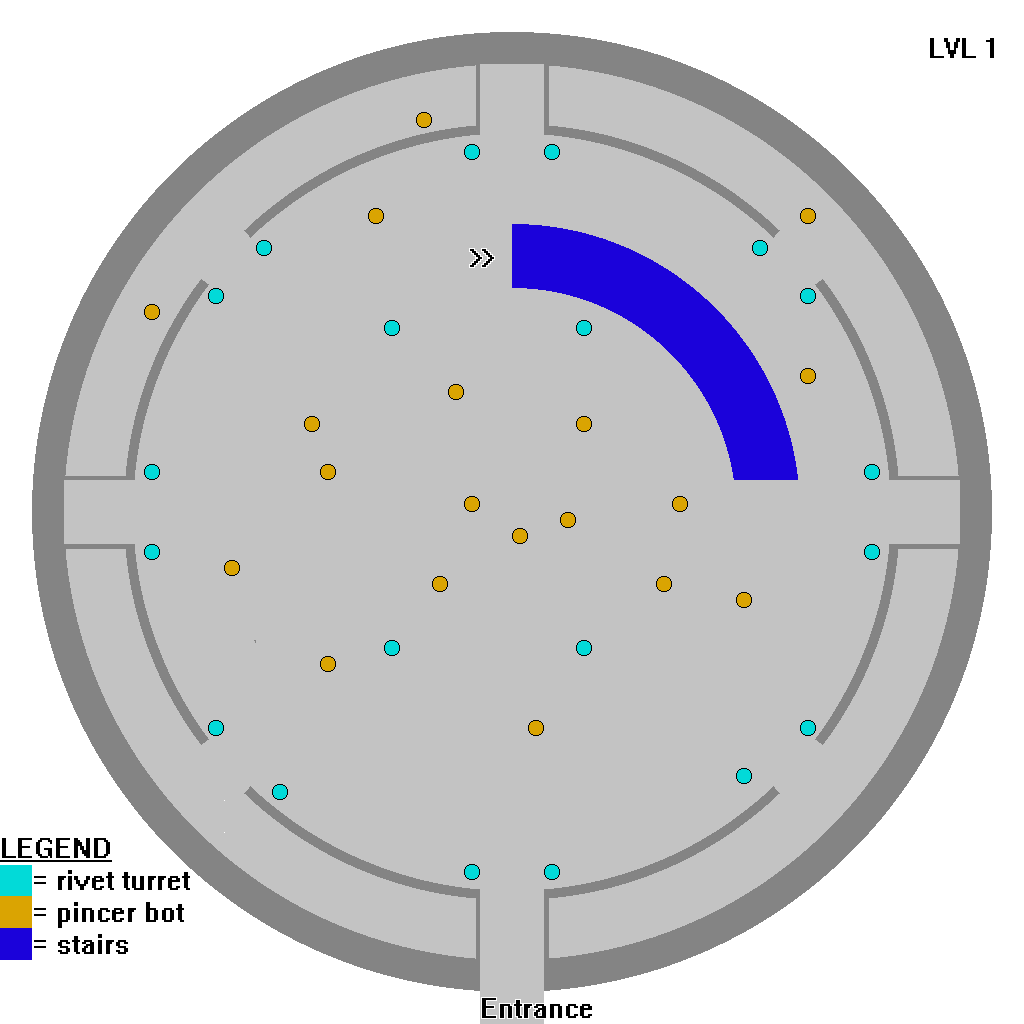 LVL 1
»
LEGEND
= rivet turret
= pincer bot
= stairs
Entrance